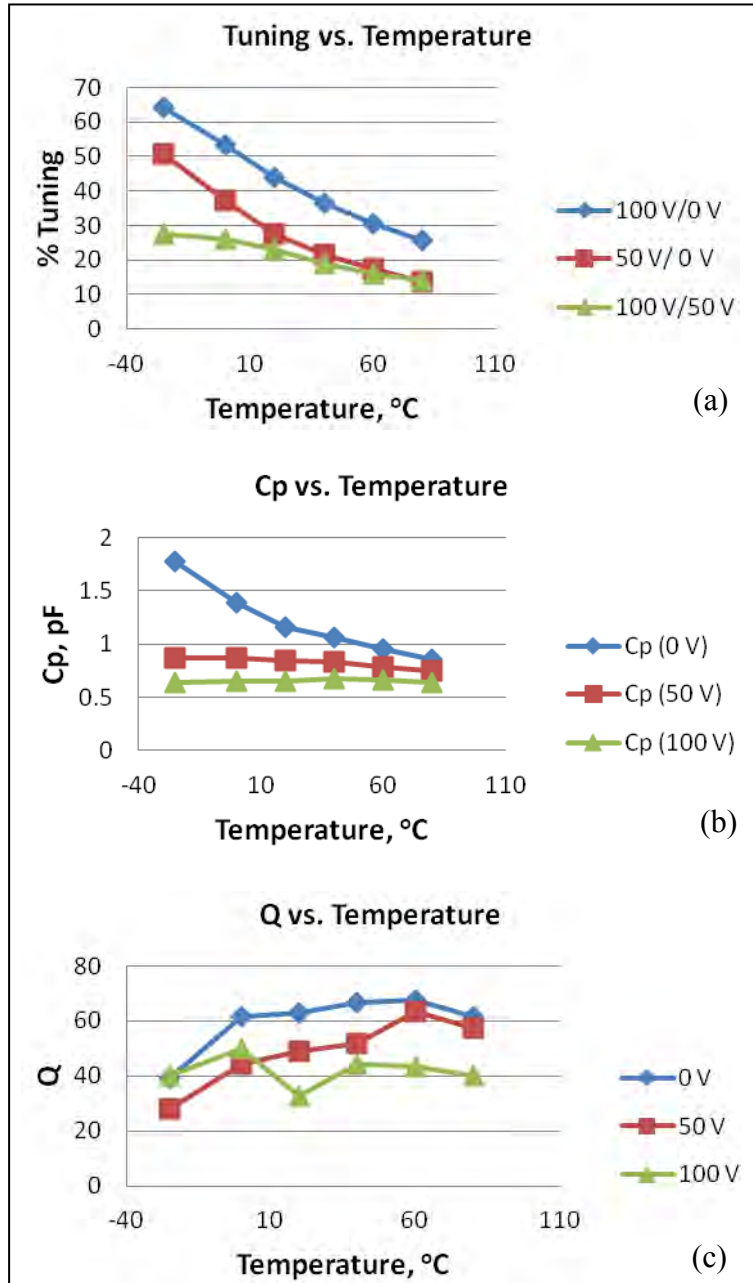 Tuning vs. Temperature
70
60
50
40
30
20
10
0
% Tuning
-40 10 60 110
Temperature, °C
100 V/0 V
50 V/ 0 V
100 V/50 V
(a)
Cp vs. Temperature
2
1.5
1
0.5
0
Cp, pF
-40 10 60 110
Temperature, °C
Cp (0 V)
Cp (50 V)
Cp (100 V)
(b)
Q vs. Temperature
80
60
40
20
0
Q
-40 10 60 110
Temperature, °C
0 V
50 V
100 V
(c)